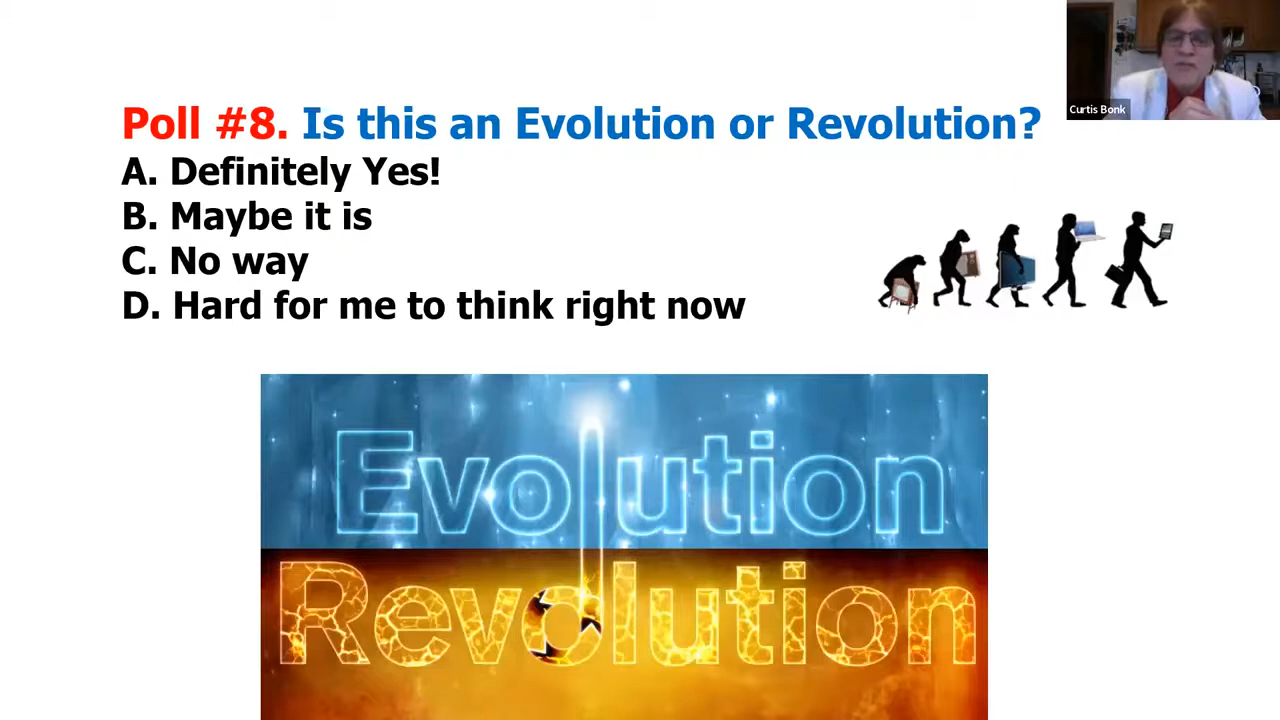 Curtis Bonk
Poll #8. Is this an Evolution or Revolution?
A. Definitely Yes!
B. Maybe it is
C. No way
D. Hard for me to think right now
Evolution
Revolution